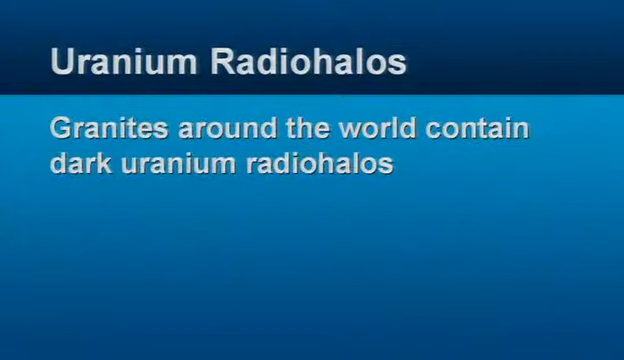 Uranium Radiohalos
Granites around the world contain
dark uranium radiohalos